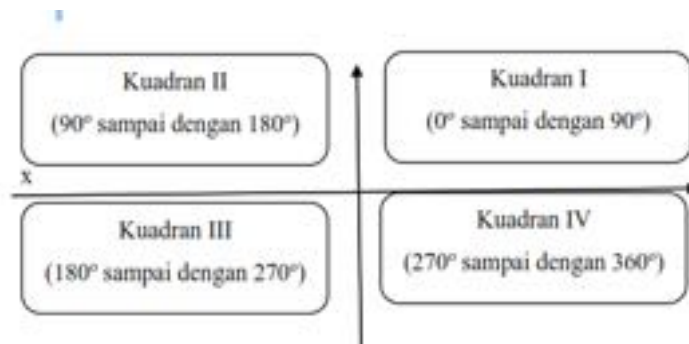 Kuadran II
(90° sampai dengan 180°)
Kuadran I
(0° sampai dengan 90°)
x
Kuadran III
(180° sampai dengan 270°)
Kuadran IV
(270° sampai dengan 360°)